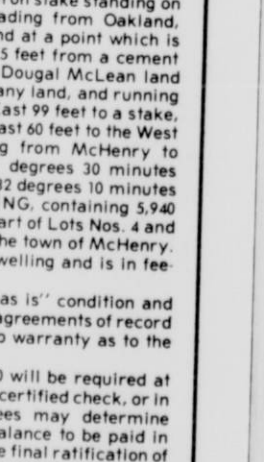 stake standing on
ading from Oakland,
nd at a point which is
5 feet from a cement
Dougal McLean land
any land, and running
ast 99 feet to a stake,
ast 60 feet to the West
g from McHenry to
degrees 30 minutes
32 degrees 10 minutes
NG, containing 5,940
art of Lots Nos. 4 and
he town of McHenry.
welling and is in fee-
as is" condition and
agreements of record
o warranty as to the
0 will be required at
certified check, or in
ees may determine
alance to be paid in
e final ratification of